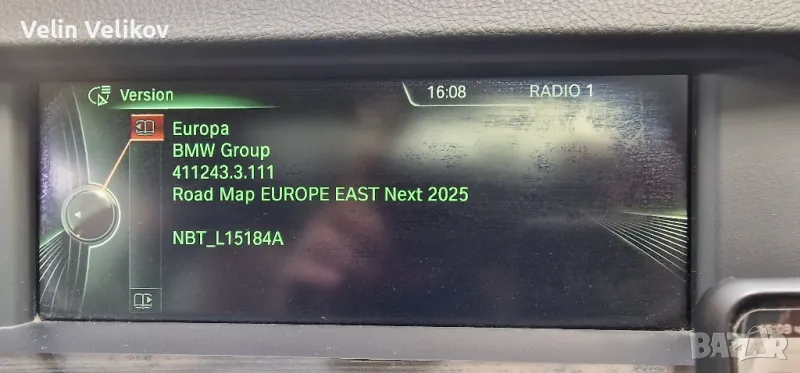 Velin Velikov
Version
16:08
RADIO 1
Europa
BMW Group
411243.3.111
Road Map EUROPE EAST Next 2025
NBT_L15184A
BAZAR